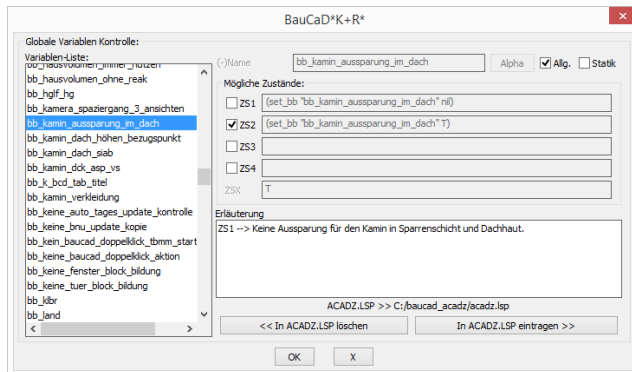 BauCaD*K+R*
Globale Variablen Kontrolle:
Variablen-Liste:
bb_hausvolumen_immer_nutzen
bb_hausvolumen_ohne_reak
bb_hglf_hg
bb_kamera_spaziergang_3_ansichten
bb_kamin_aussparung_im_dach
bb_kamin_dach_höhen_bezugspunkt
bb_kamin_dach_siab
bb_kamin_dck_asp_vs
bb_k_bcd_tab_titel
bb_kamin_verkleidung
bb_keine_auto_tages_update_kontrolle
bb_keine_bnu_update_kopie
bb_kein_baucad_doppelklick_tbmm_start
bb_keine_baucad_doppelklick_aktion
bb_keine_fenster_block_bildung
bb_keine_tuer_block_bildung
bb_klbr
bb_land
(-)Name bb_kamin_aussparung_im_dach Alpha Allg. Statik
Mögliche Zustände:
ZS1 (set_bb "bb_kamin_aussparung_im_dach" nil)
ZS2 (set_bb "bb_kamin_aussparung_im_dach" T)
ZS3
ZS4
ZSX T
Erläuterung
ZS1 --> Keine Aussparung für den Kamin in Sparrenschicht und Dachhaut.
ACADZ.LSP >> C:/baucad_acadz/acadz.lsp
<< In ACADZ.LSP löschen In ACADZ.LSP eintragen >>
OK X